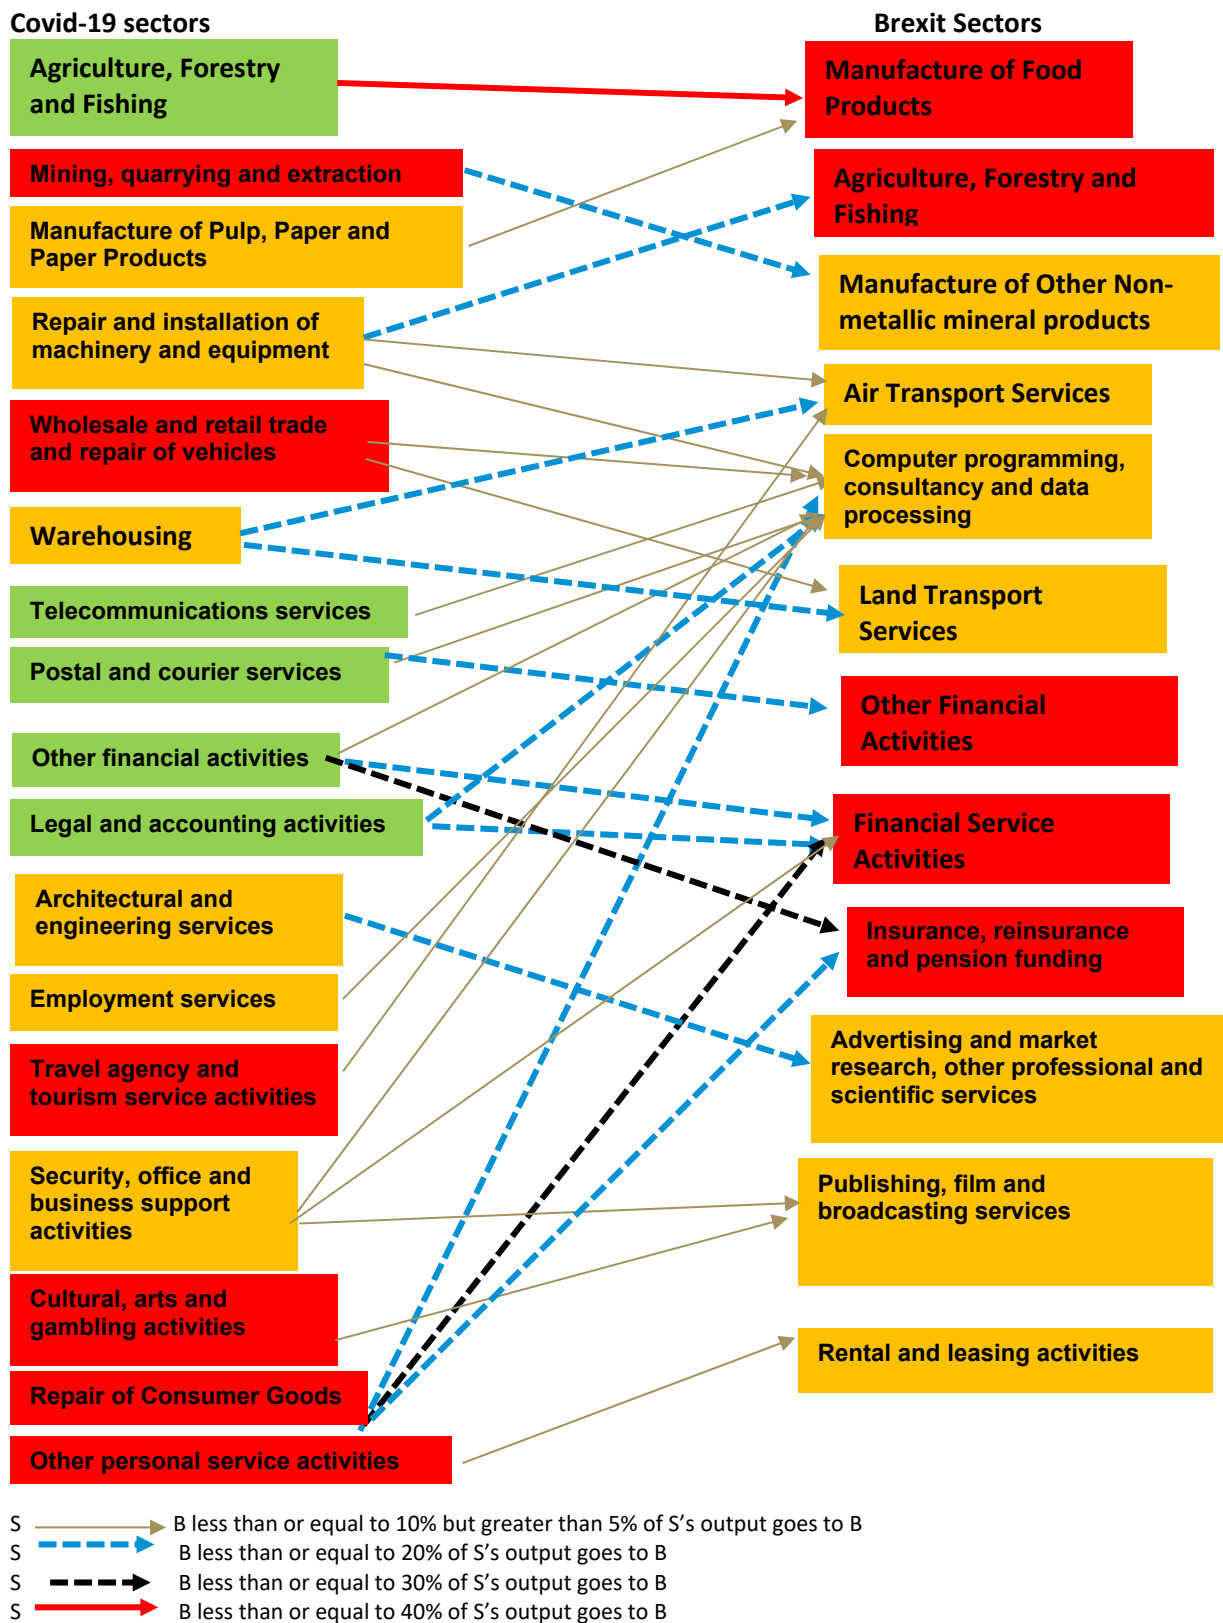 Covid-19 sectors
Brexit Sectors
Agriculture, Forestry
and Fishing
Manufacture of Food
Products
Mining, quarrying and extraction
Agriculture, Forestry and
Fishing
Manufacture of Pulp, Paper and
Paper Products
Manufacture of Other Non-
metallic mineral products
Repair and installation of
machinery and equipment
Air Transport Services
Wholesale and retail trade
and repair of vehicles
Computer programming,
consultancy and data
processing
Warehousing
Land Transport
Services
Telecommunications services
Postal and courier services
Other Financial
Activities
Other financial activities
Legal and accounting activities
Financial Service
Activities
Architectural and
engineering services
Insurance, reinsurance
and pension funding
Employment services
Advertising and market
research, other professional and
scientific services
Travel agency and
tourism service activities
Security, office and
business support
activities
Publishing, film and
broadcasting services
Cultural, arts and
gambling activities
Rental and leasing activities
Repair of Consumer Goods
Other personal service activities
S B less than or equal to 10% but greater than 5% of S’s output goes to B
S B less than or equal to 20% of S’s output goes to B
S B less than or equal to 30% of S’s output goes to B
S B less than or equal to 40% of S’s output goes to B